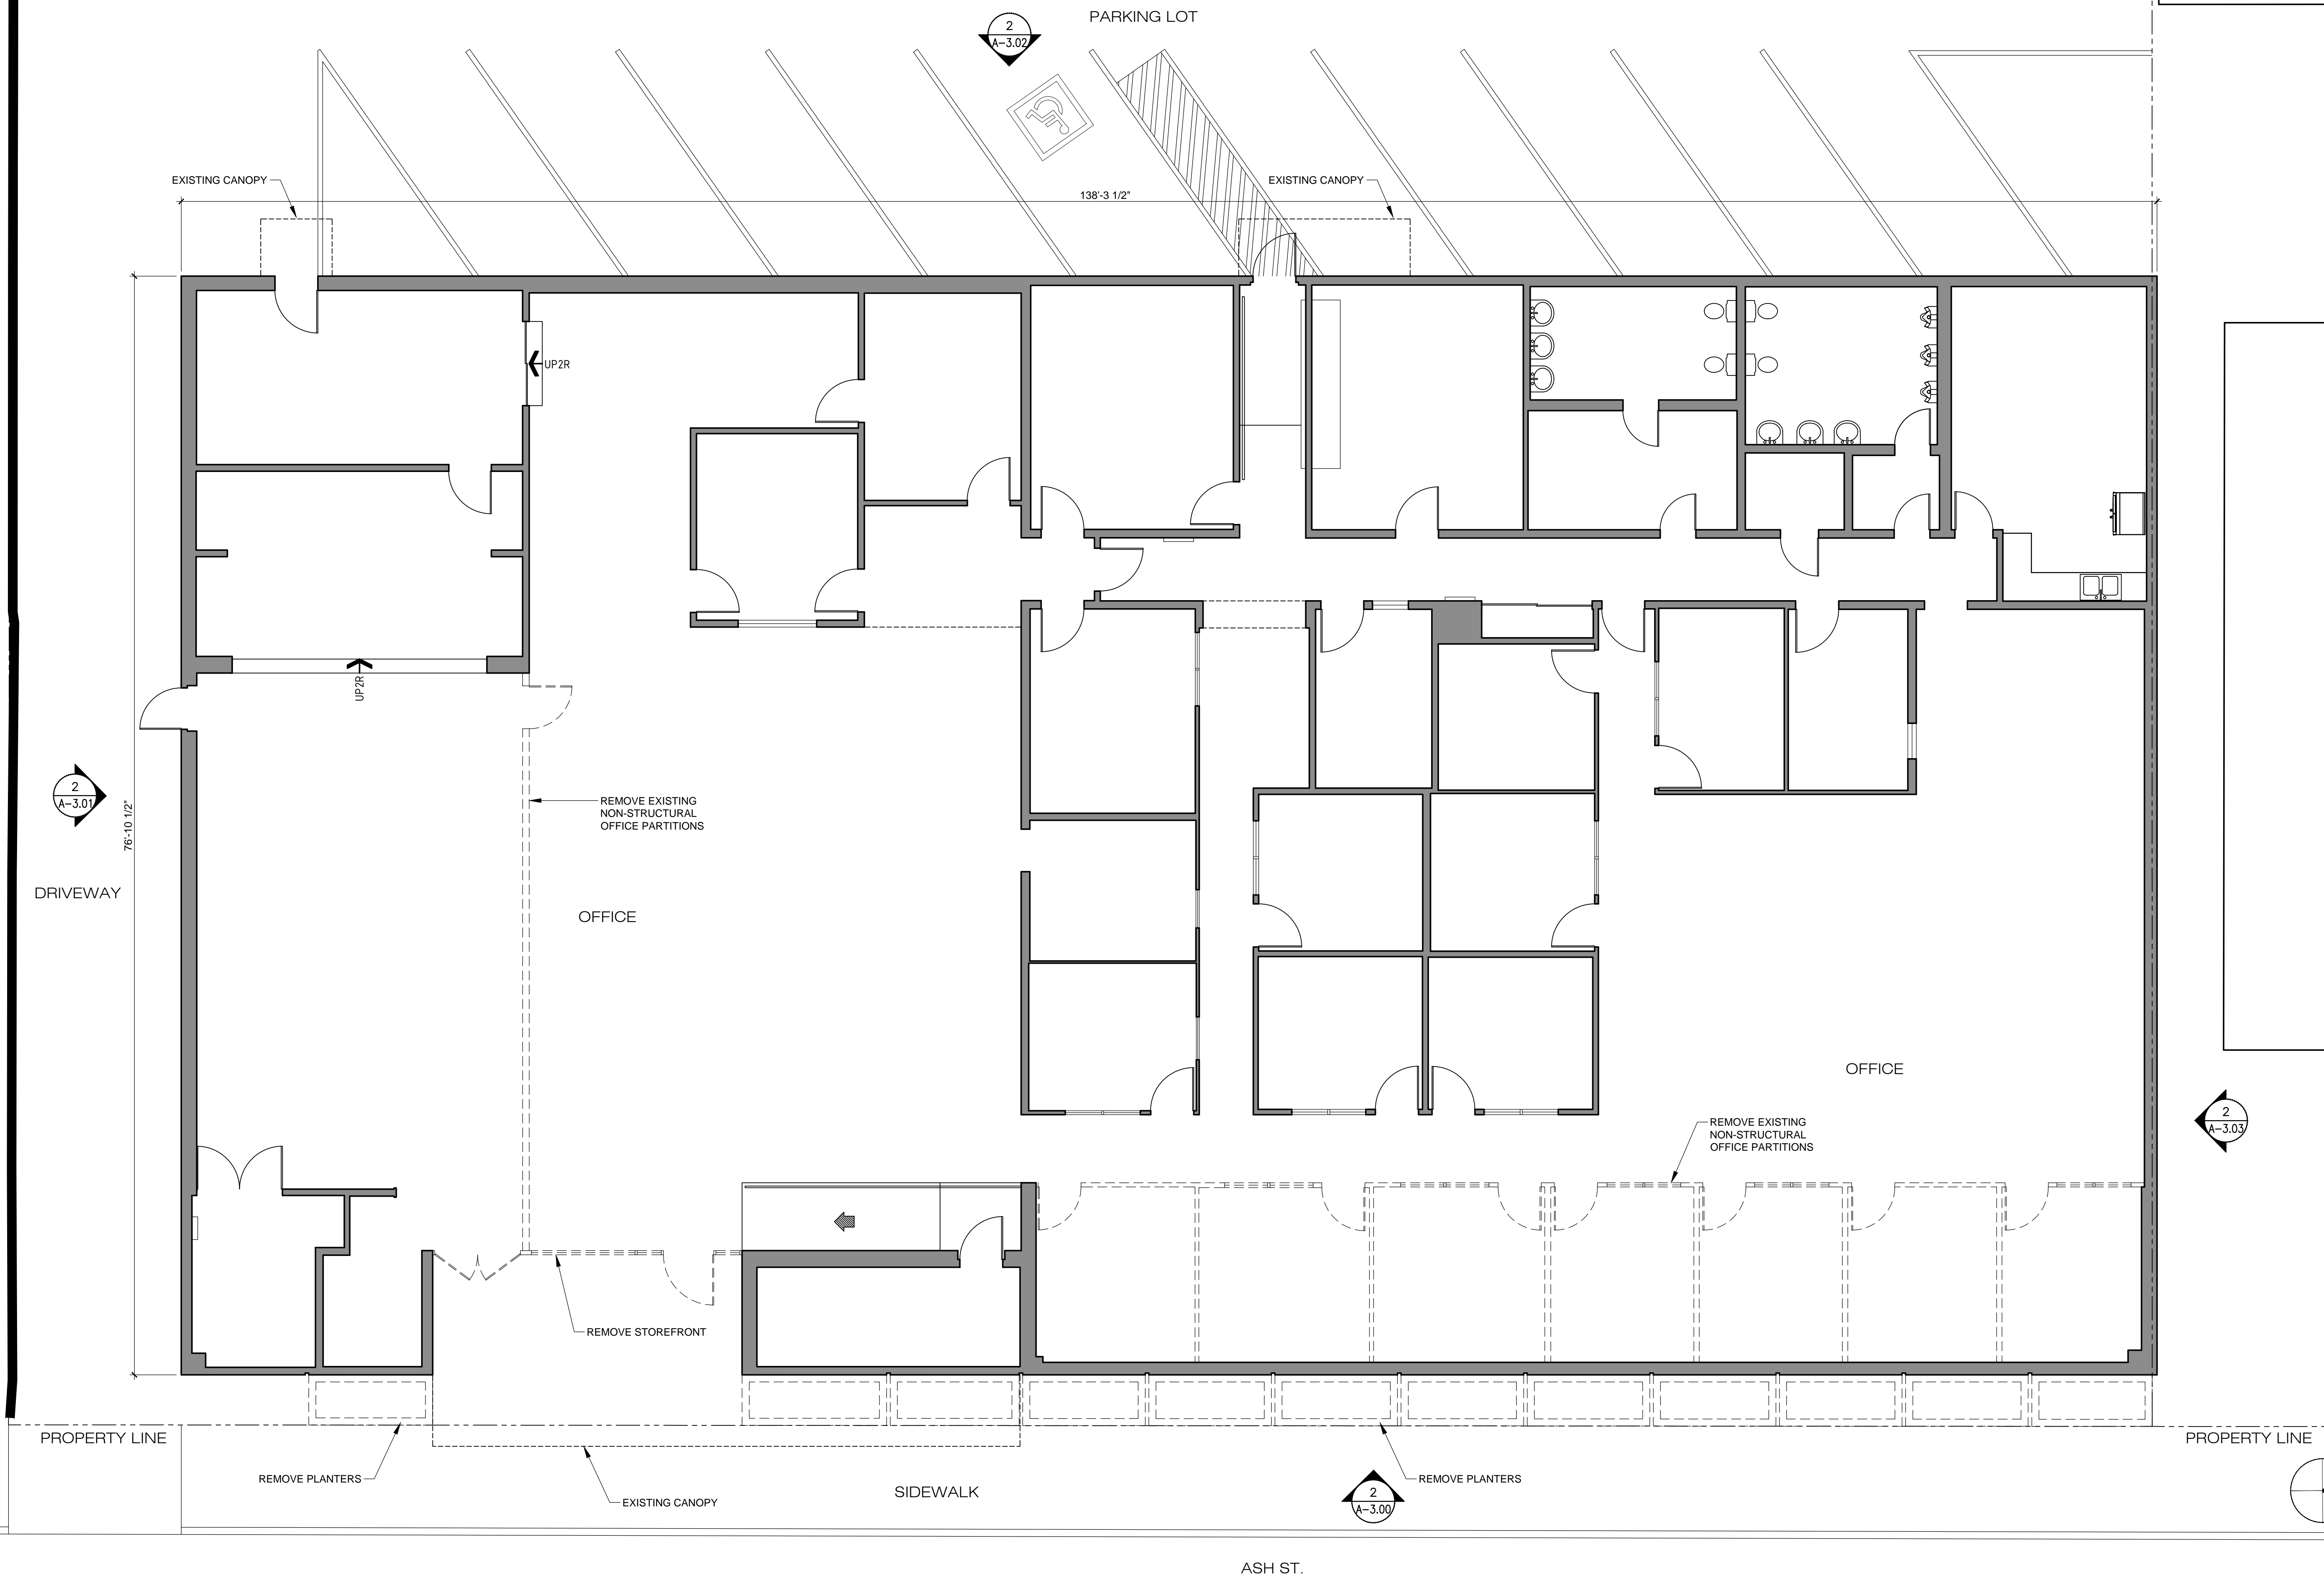 PARKING LOT
2
A-3.02
EXISTING CANOPY
EXISTING CANOPY
138'-3 1/2"
UP2R
UP2R
2
A-3.01
76'-10 1/2"
REMOVE EXISTING
NON-STRUCTURAL
OFFICE PARTITIONS
DRIVEWAY
OFFICE
OFFICE
2
A-3.03
REMOVE EXISTING
NON-STRUCTURAL
OFFICE PARTITIONS
REMOVE STOREFRONT
PROPERTY LINE
PROPERTY LINE
REMOVE PLANTERS
REMOVE PLANTERS
SIDEWALK
EXISTING CANOPY
2
A-3.00
ASH ST.